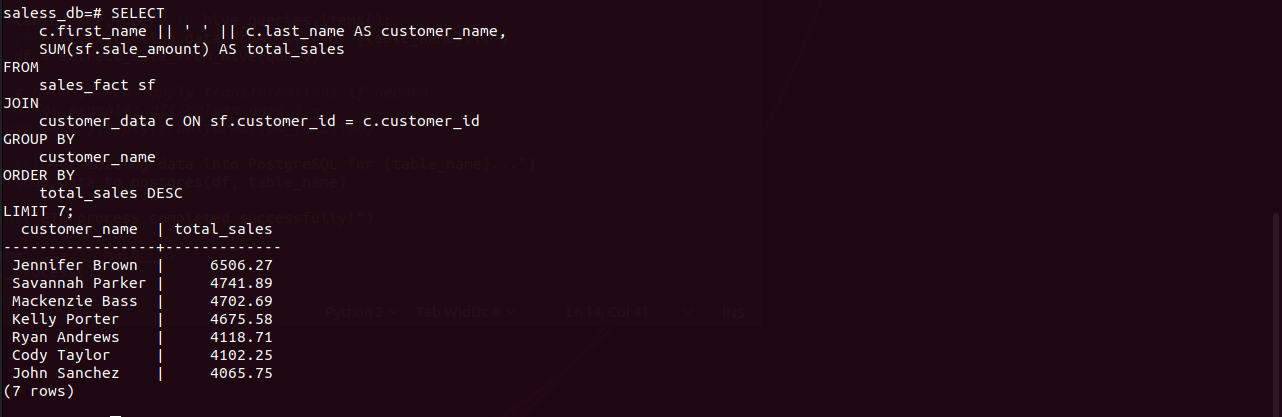 saless_db=# SELECT
    c.first_name || ' ' || c.last_name AS customer_name,
    SUM(sf.sale_amount) AS total_sales
FROM
    sales_fact sf
JOIN
    customer_data c ON sf.customer_id = c.customer_id
GROUP BY
    customer_name
ORDER BY
    total_sales DESC
LIMIT 7;
  customer_name  | total_sales
-----------------+-------------
 Jennifer Brown  |     6506.27
 Savannah Parker |     4741.89
 Mackenzie Bass  |     4702.69
 Kelly Porter    |     4675.58
 Ryan Andrews    |     4118.71
 Cody Taylor     |     4102.25
 John Sanchez    |     4065.75
(7 rows)